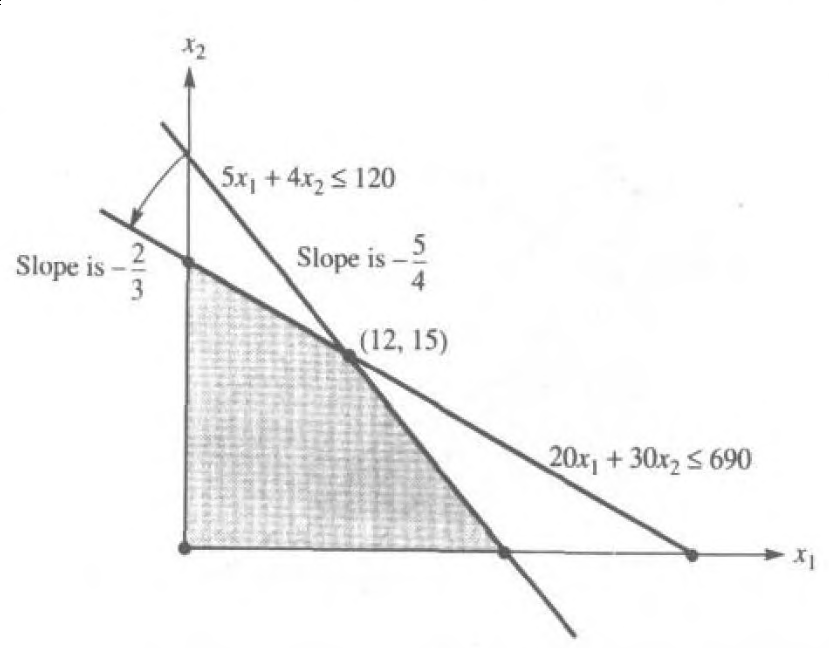 x₂
5x₁ + 4x₂ ≤ 120
Slope is −2/3
Slope is −5/4
(12, 15)
20x₁ + 30x₂ ≤ 690
x₁